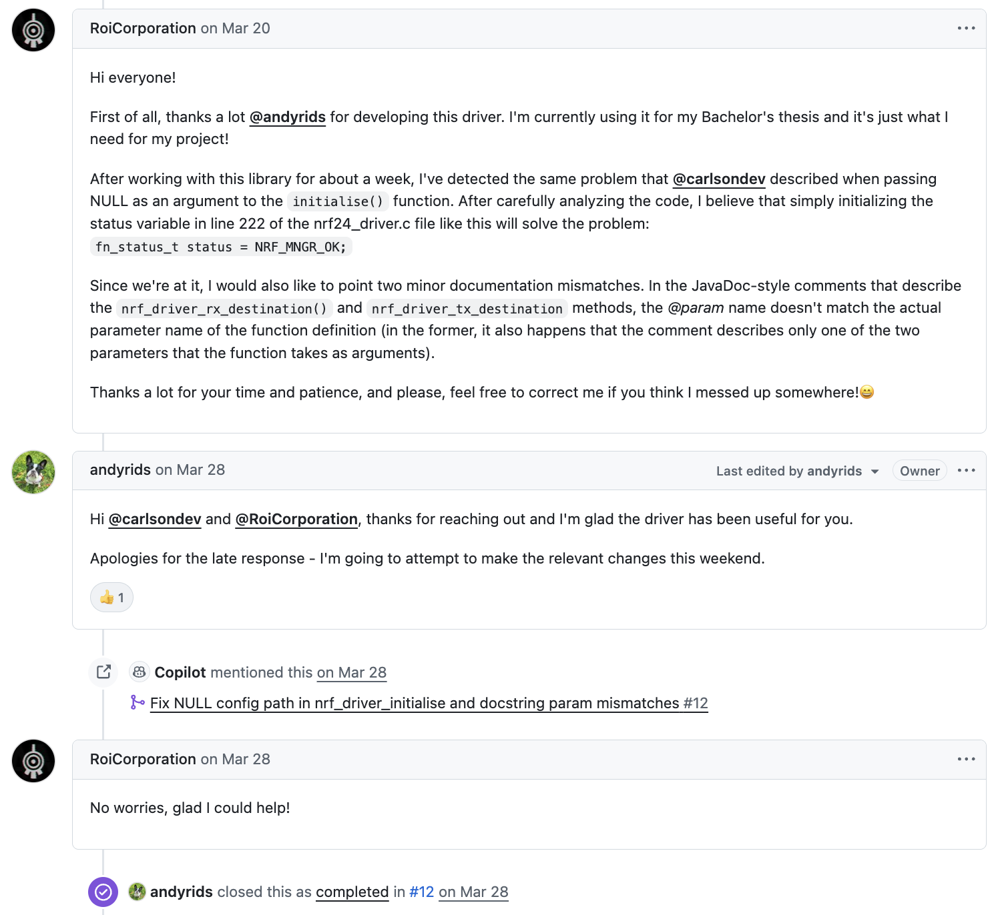 RoiCorporation on Mar 20
Hi everyone!
First of all, thanks a lot @andyrids for developing this driver. I'm currently using it for my Bachelor's thesis and it's just what I
need for my project!
After working with this library for about a week, I've detected the same problem that @carlsondev described when passing
NULL as an argument to the initialise() function. After carefully analyzing the code, I believe that simply initializing the
status variable in line 222 of the nrf24_driver.c file like this will solve the problem:
fn_status_t status = NRF_MNGR_OK;
Since we're at it, I would also like to point two minor documentation mismatches. In the JavaDoc-style comments that describe
the nrf_driver_rx_destination() and nrf_driver_tx_destination methods, the @param name doesn't match the actual
parameter name of the function definition (in the former, it also happens that the comment describes only one of the two
parameters that the function takes as arguments).
Thanks a lot for your time and patience, and please, feel free to correct me if you think I messed up somewhere!😄
andyrids on Mar 28 Last edited by andyrids Owner
Hi @carlsondev and @RoiCorporation, thanks for reaching out and I'm glad the driver has been useful for you.
Apologies for the late response - I'm going to attempt to make the relevant changes this weekend.
👍 1
Copilot mentioned this on Mar 28
Fix NULL config path in nrf_driver_initialise and docstring param mismatches #12
RoiCorporation on Mar 28
No worries, glad I could help!
andyrids closed this as completed in #12 on Mar 28